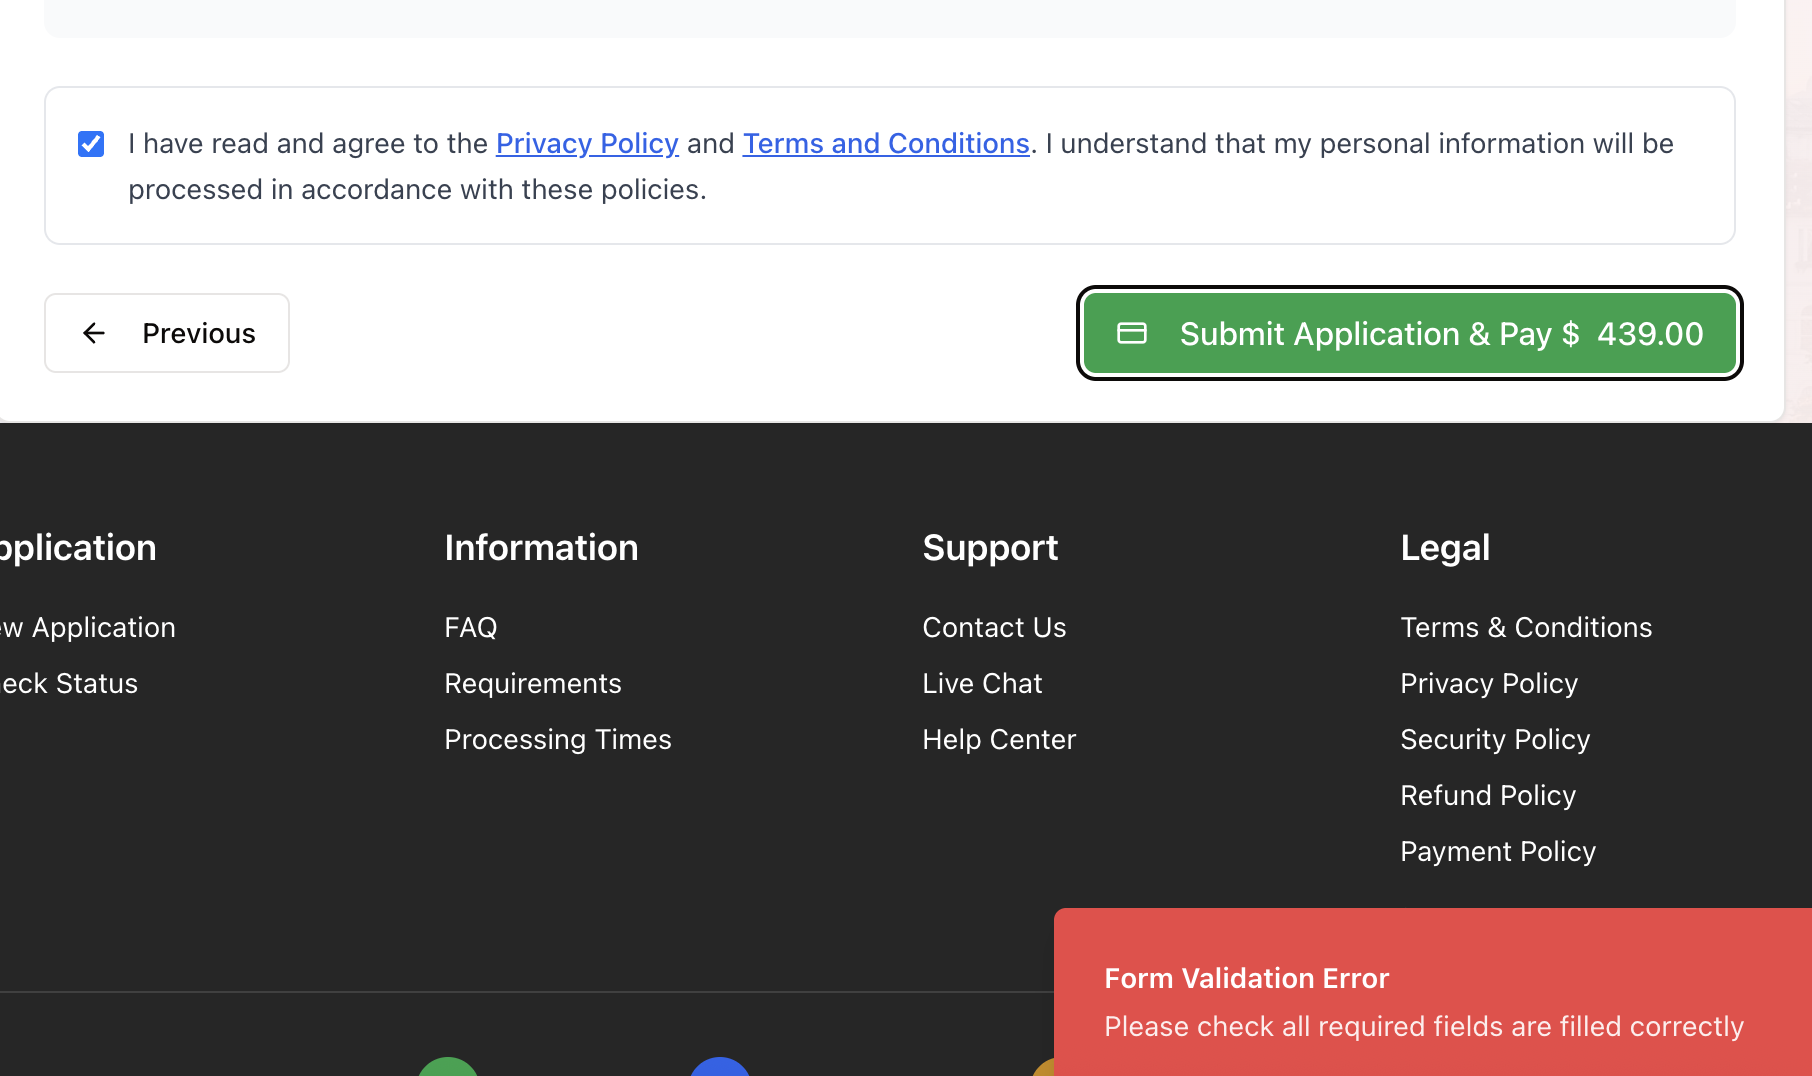 I have read and agree to the Privacy Policy and Terms and Conditions. I understand that my personal information will be
processed in accordance with these policies.
Previous
Submit Application & Pay $ 439.00
pplication
Information
Support
Legal
ew Application
FAQ
Contact Us
Terms & Conditions
eck Status
Requirements
Live Chat
Privacy Policy
Processing Times
Help Center
Security Policy
Refund Policy
Payment Policy
Form Validation Error
Please check all required fields are filled correctly